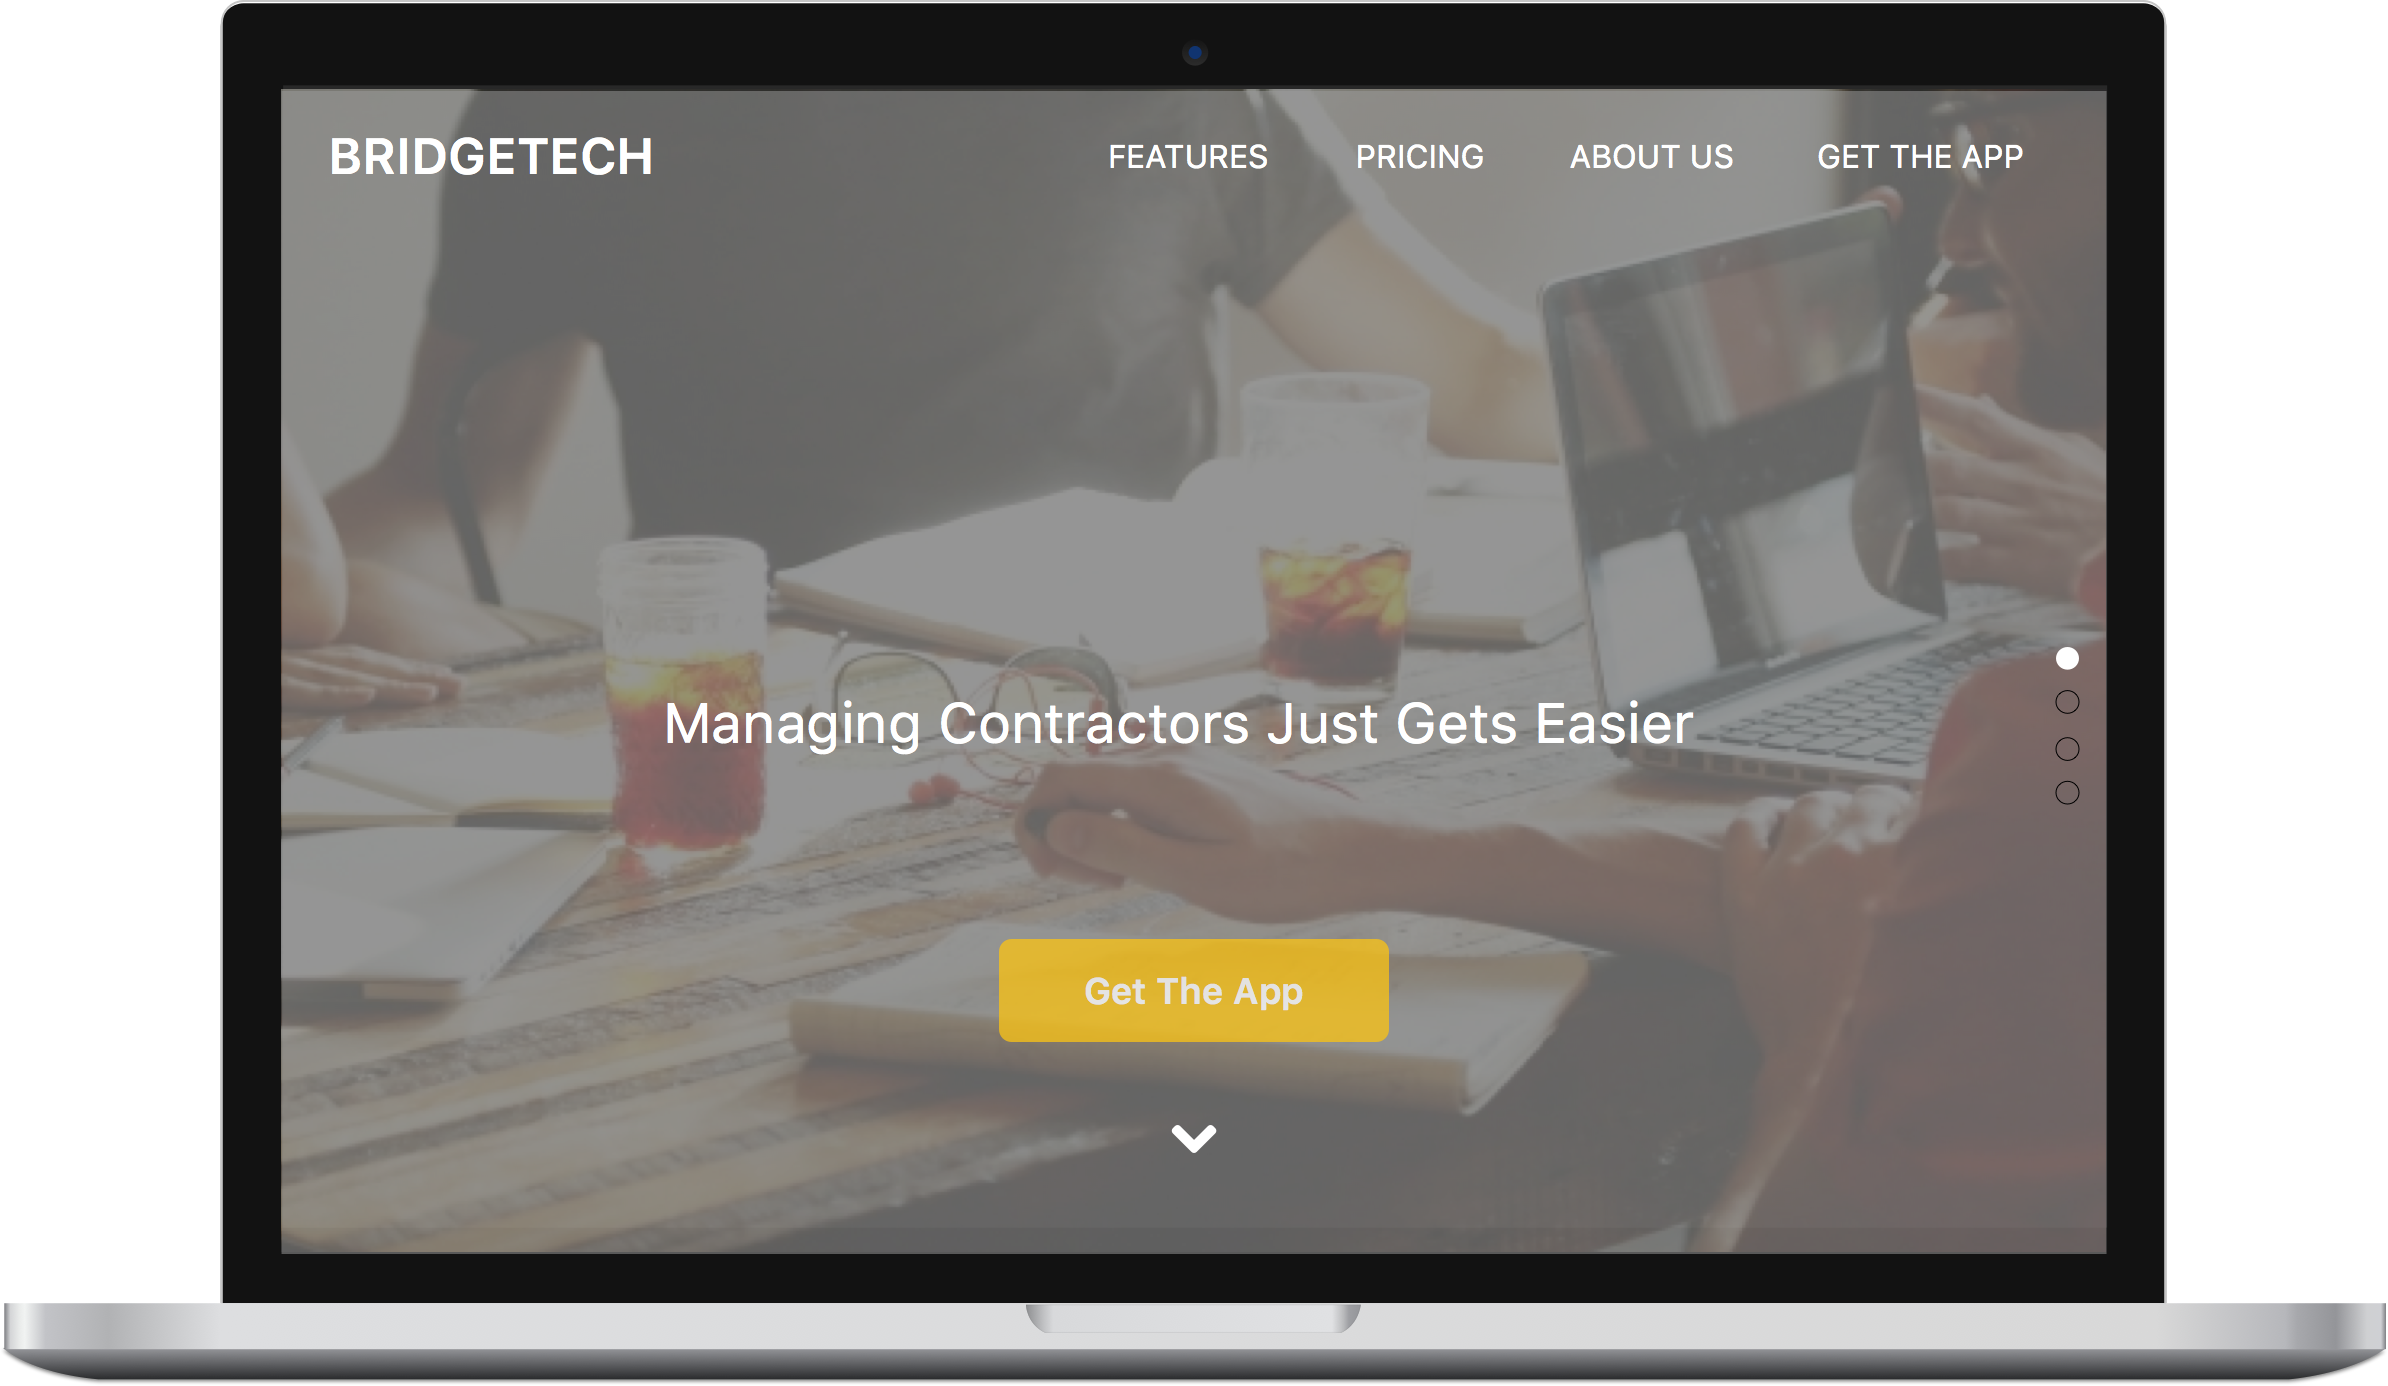 BRIDGETECH
FEATURES PRICING ABOUT US GET THE APP
Managing Contractors Just Gets Easier
Get The App